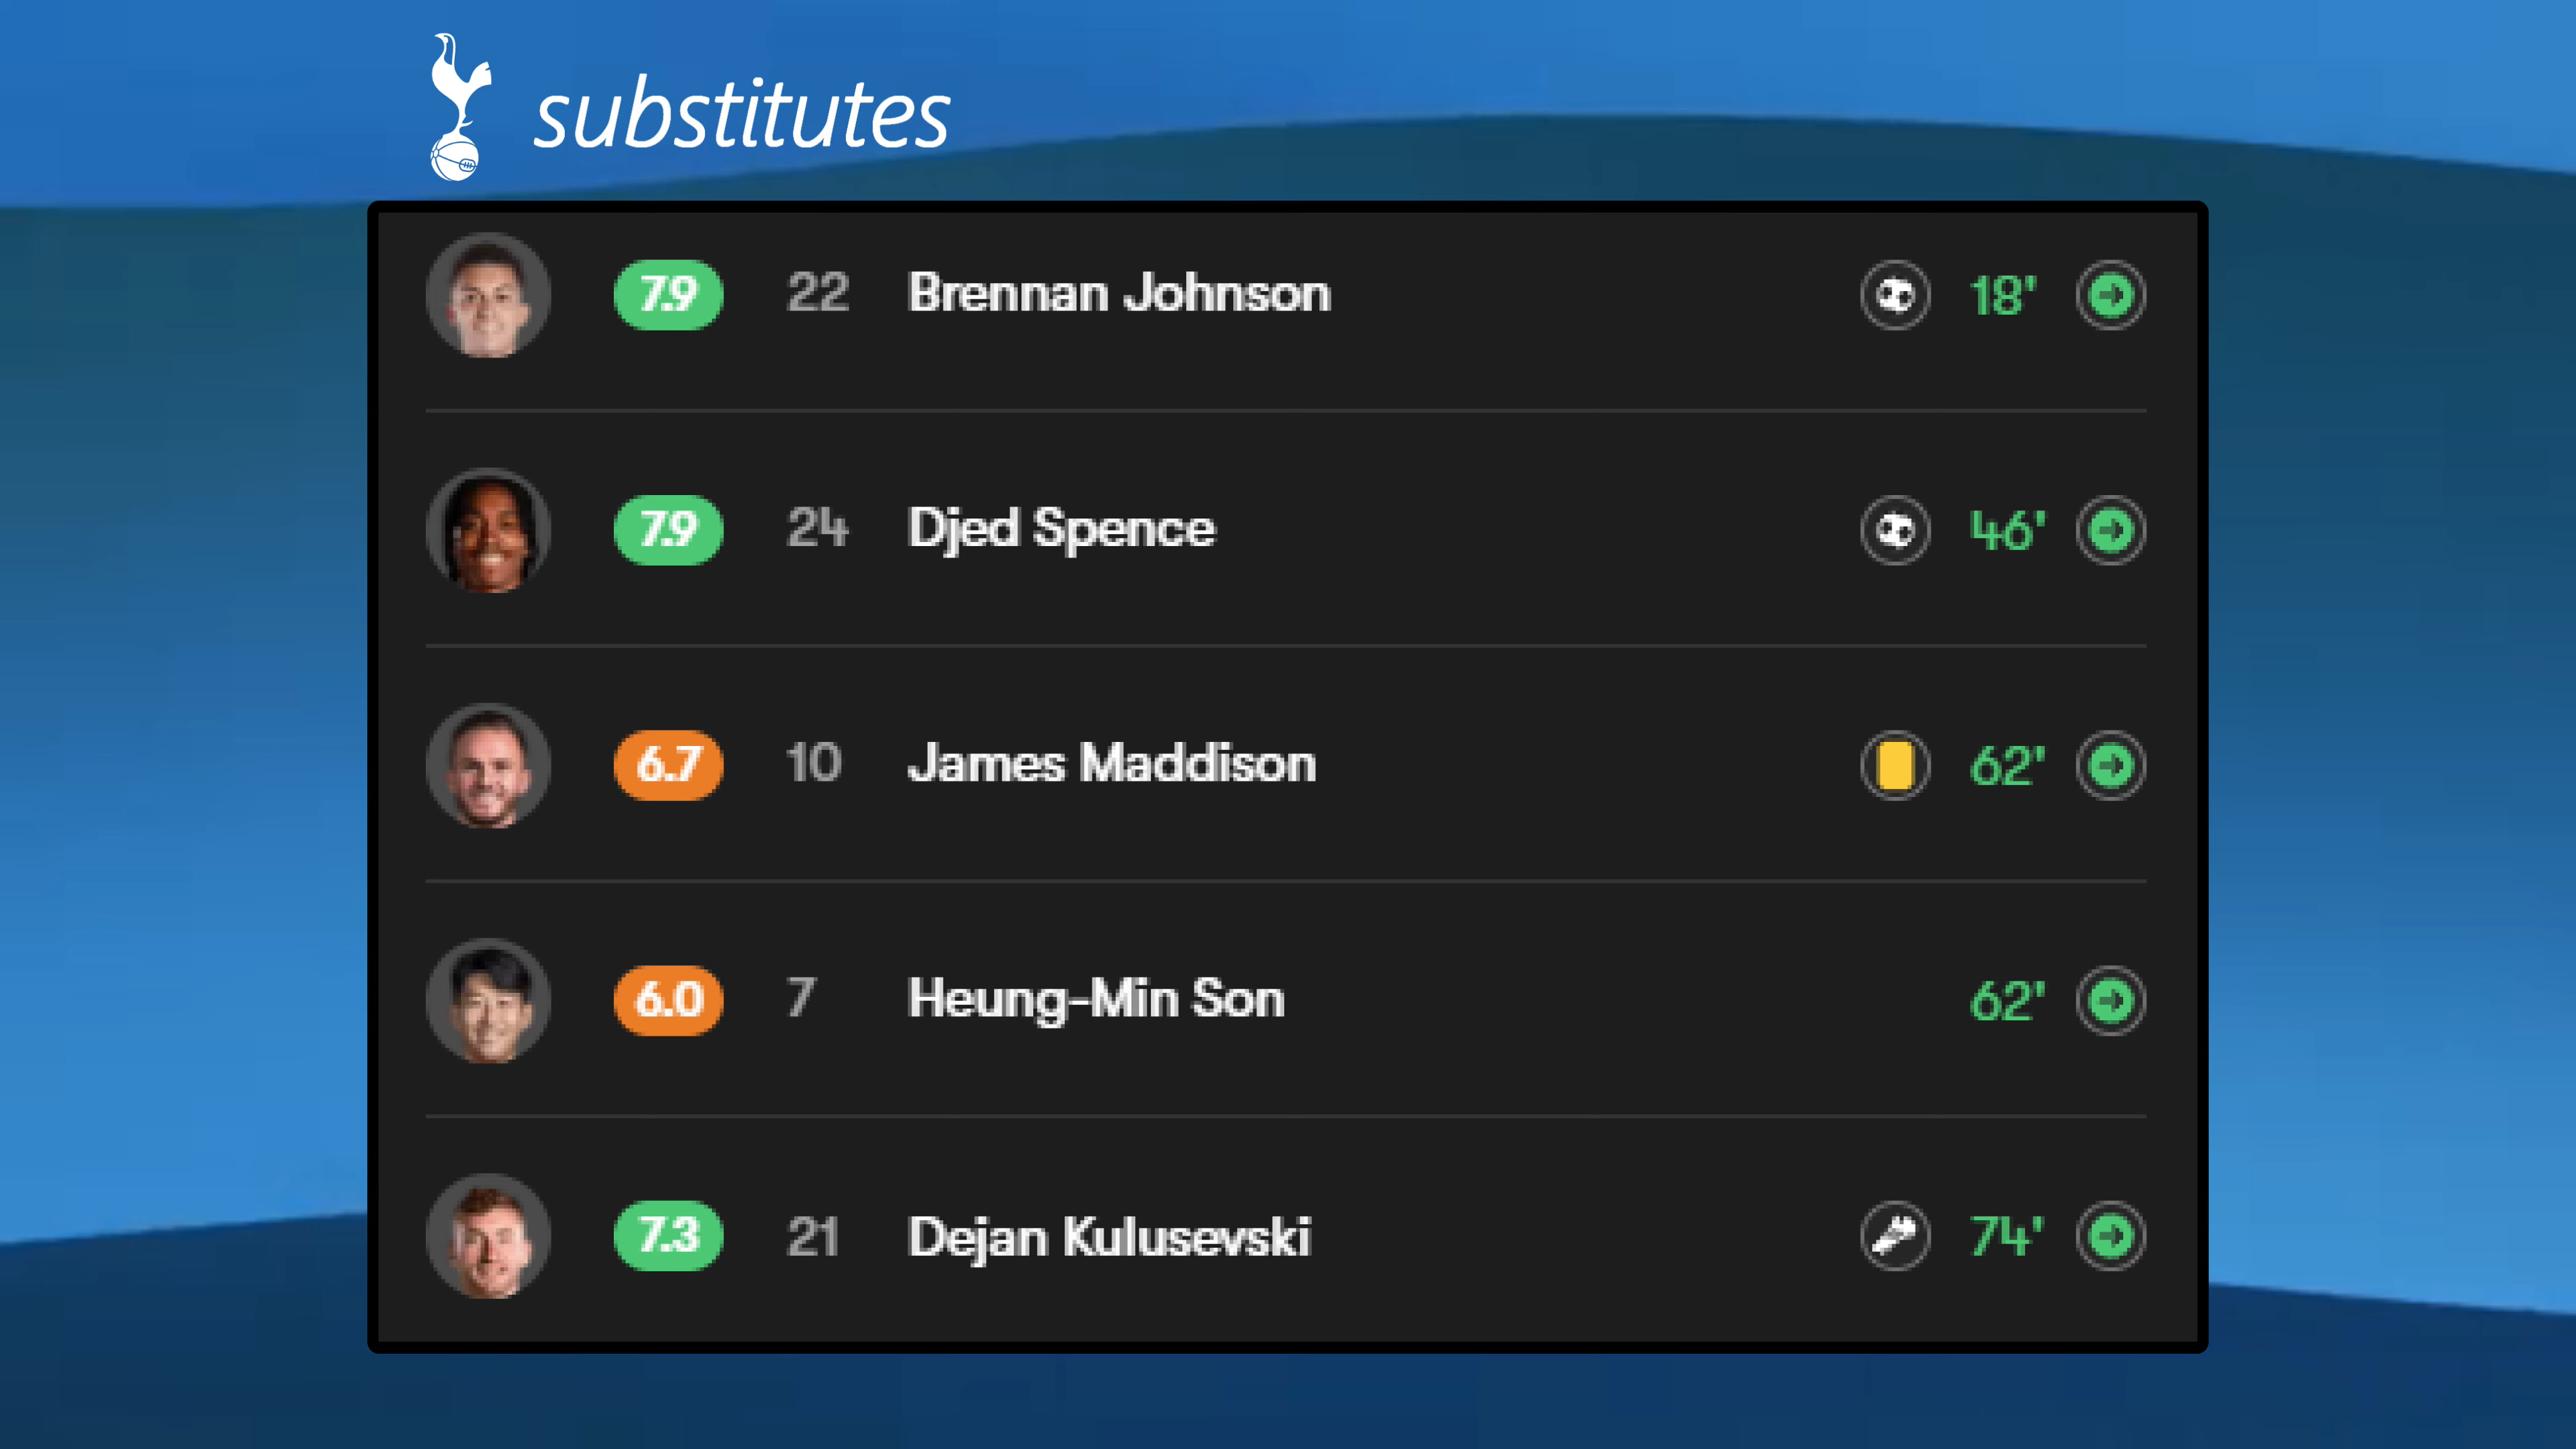 substitutes
7.9 22 Brennan Johnson 18'
7.9 24 Djed Spence 46'
6.7 10 James Maddison 62'
6.0 7 Heung-Min Son 62'
7.3 21 Dejan Kulusevski 74'